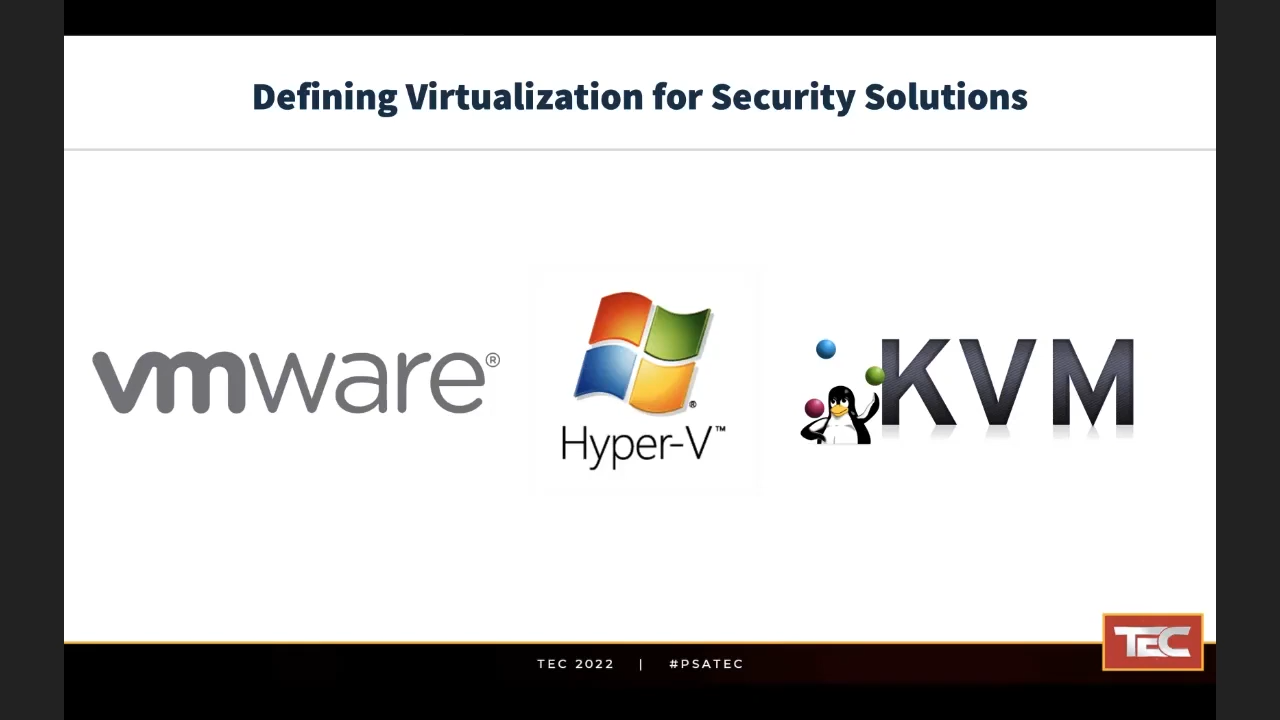 Defining Virtualization for Security Solutions
vmware®
Hyper-V™
KVM
TEC 2022 | #PSATEC
TEC